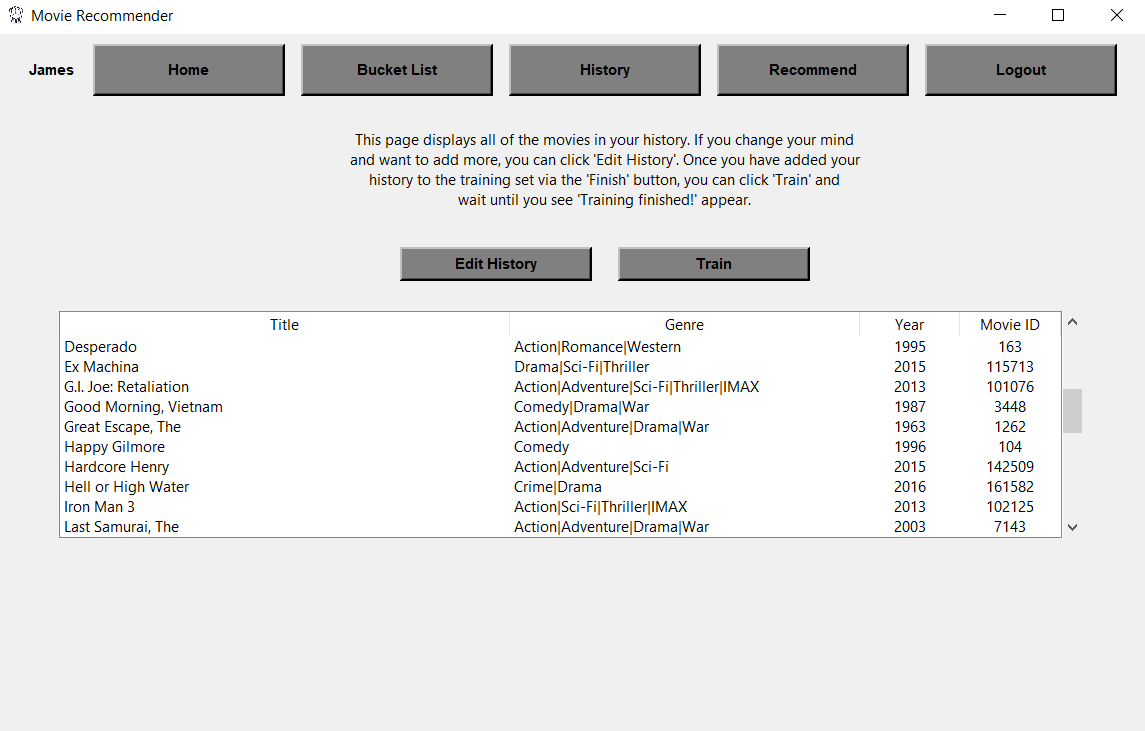 Movie Recommender
James Home Bucket List History Recommend Logout
This page displays all of the movies in your history. If you change your mind
and want to add more, you can click 'Edit History'. Once you have added your
history to the training set via the 'Finish' button, you can click 'Train' and
wait until you see 'Training finished!' appear.
Edit History Train
Title Genre Year Movie ID
Desperado Action|Romance|Western 1995 163
Ex Machina Drama|Sci-Fi|Thriller 2015 115713
G.I. Joe: Retaliation Action|Adventure|Sci-Fi|Thriller|IMAX 2013 101076
Good Morning, Vietnam Comedy|Drama|War 1987 3448
Great Escape, The Action|Adventure|Drama|War 1963 1262
Happy Gilmore Comedy 1996 104
Hardcore Henry Action|Adventure|Sci-Fi 2015 142509
Hell or High Water Crime|Drama 2016 161582
Iron Man 3 Action|Sci-Fi|Thriller|IMAX 2013 102125
Last Samurai, The Action|Adventure|Drama|War 2003 7143